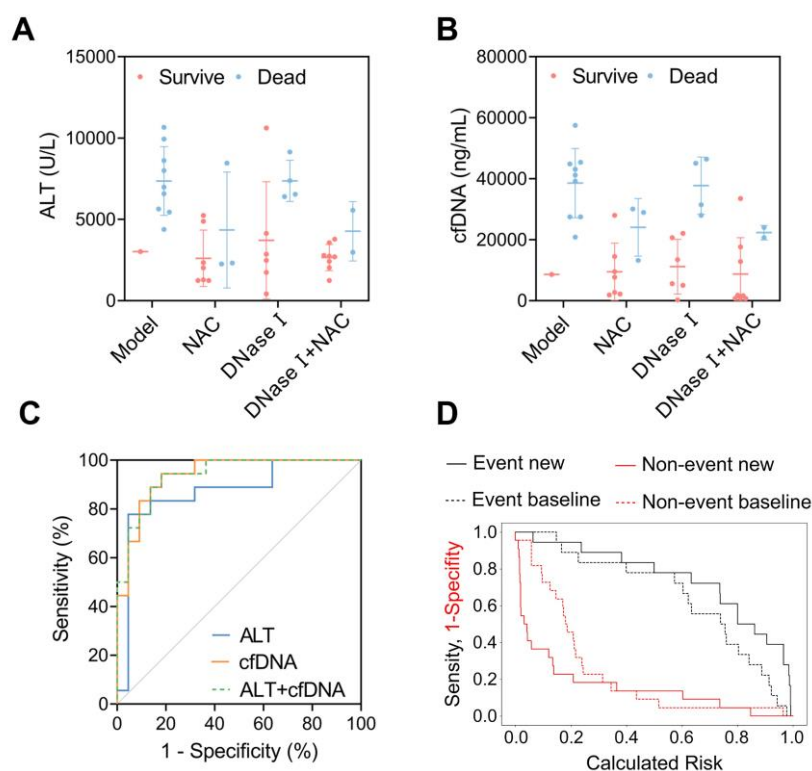 A
ALT (U/L)
15000
10000
5000
0
Survive
Dead
Model
NAC
DNase I
DNase I+NAC
B
cfDNA (ng/mL)
80000
60000
40000
20000
0
Survive
Dead
Model
NAC
DNase I
DNase I+NAC
C
Sensitivity (%)
100
80
60
40
20
0
ALT
cfDNA
ALT+cfDNA
0 20 40 60 80 100
1 - Specificity (%)
D
Event new
Non-event new
Event baseline
Non-event baseline
Sensity, 1-Specifity
1.0
0.8
0.6
0.4
0.2
0.0
0.0 0.2 0.4 0.6 0.8 1.0
Calculated Risk